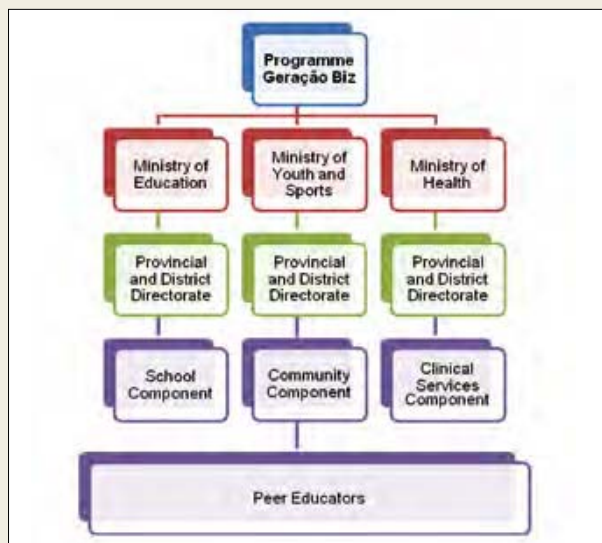 Programme
Geração Biz
Ministry of
Education
Ministry of
Youth and
Sports
Ministry of
Health
Provincial
and District
Directorate
Provincial
and District
Directorate
Provincial
and District
Directorate
School
Component
Community
Component
Clinical
Services
Component
Peer Educators